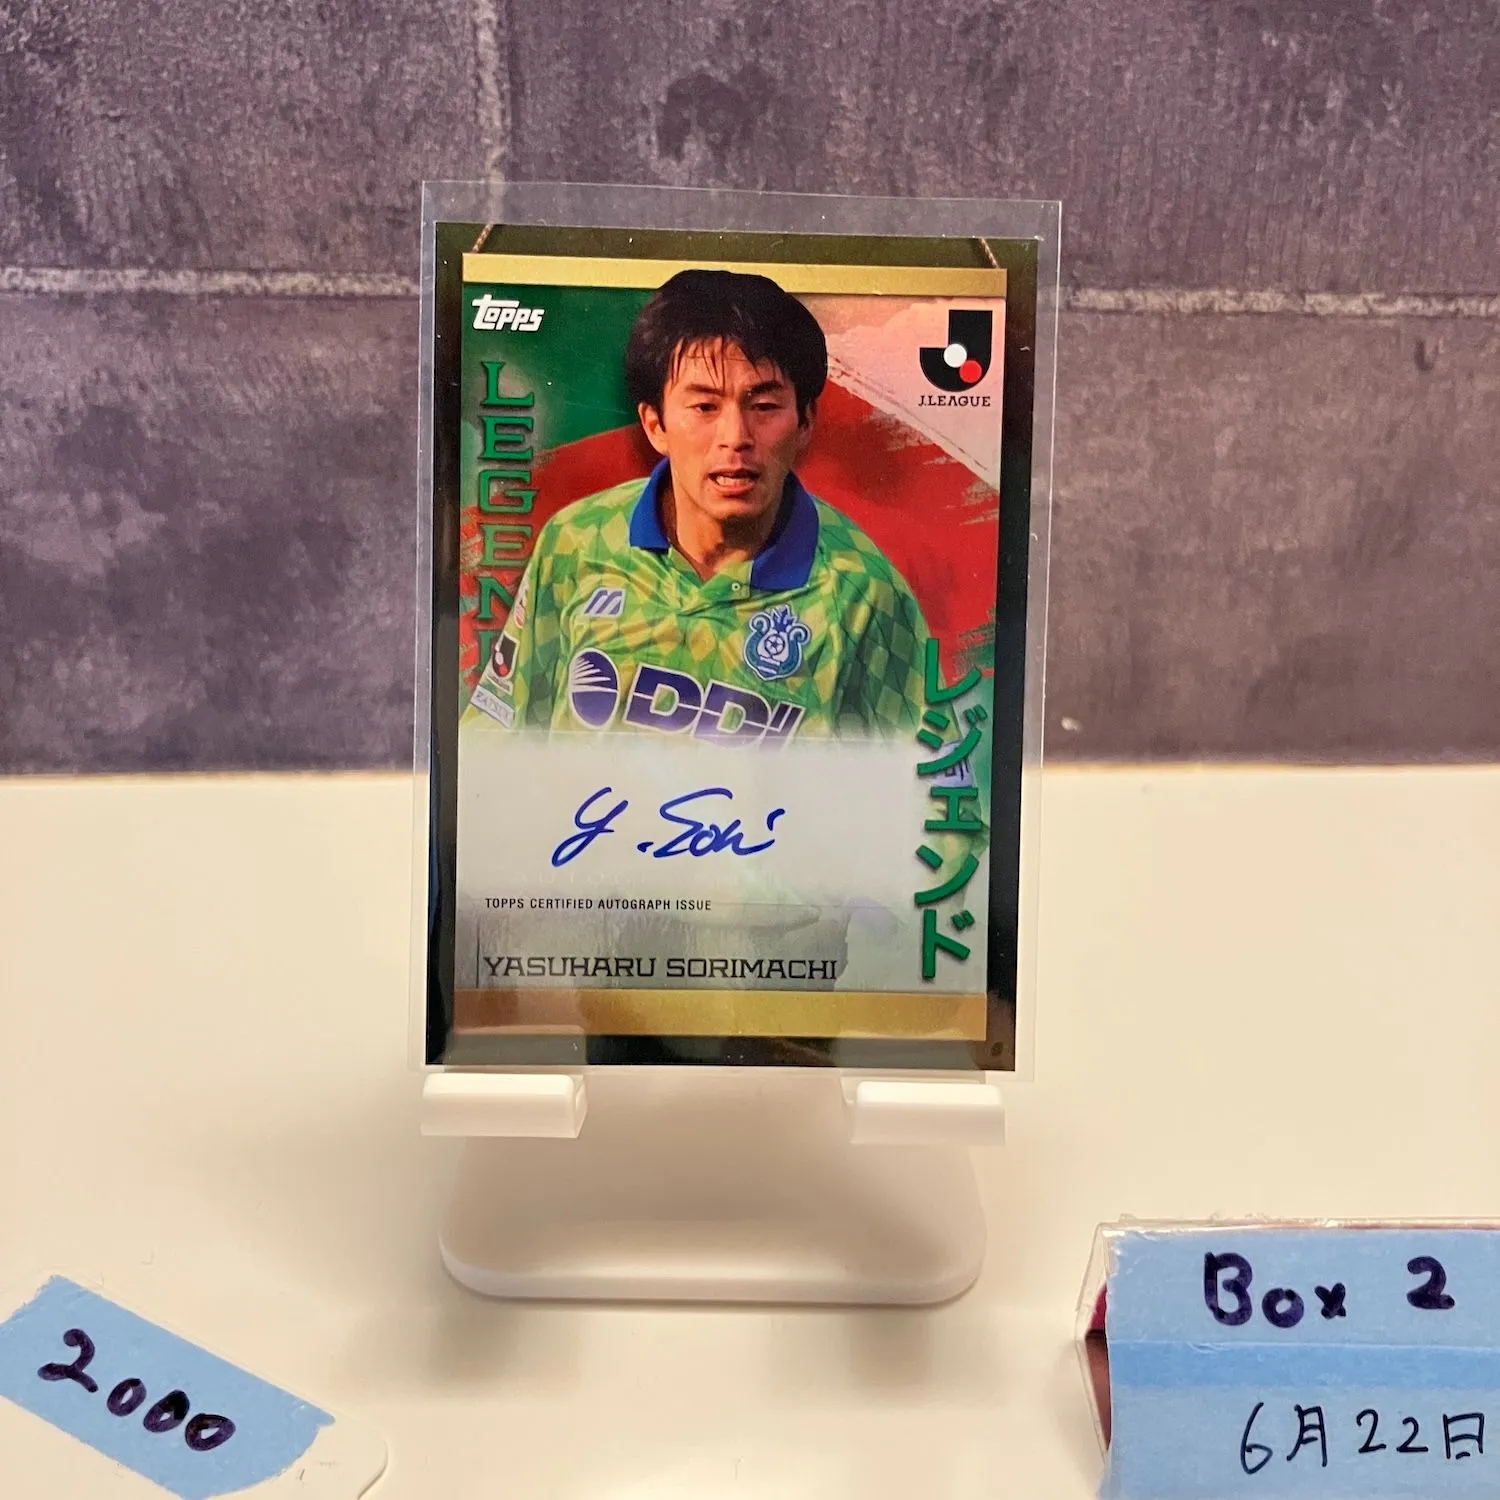 TOPPS
J.LEAGUE
LEGEND
レジェンド
DDI
Y. Sori
TOPPS CERTIFIED AUTOGRAPH ISSUE
YASUHARU SORIMACHI
2000
Box 2
6月22日